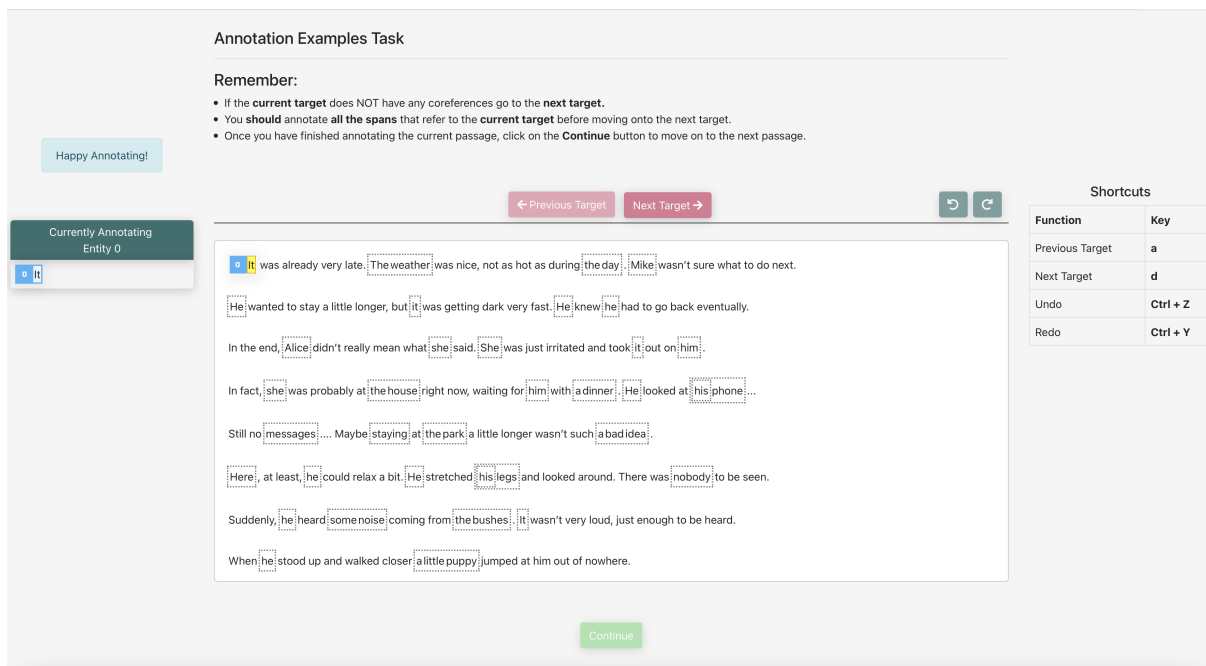 Annotation Examples Task
Remember:
• If the current target does NOT have any coreferences go to the next target.
• You should annotate all the spans that refer to the current target before moving onto the next target.
• Once you have finished annotating the current passage, click on the Continue button to move on to the next passage.
Happy Annotating!
← Previous Target
Next Target →
Currently Annotating
Entity 0
0 It
0 It was already very late. The weather was nice, not as hot as during the day . Mike wasn't sure what to do next.
He wanted to stay a little longer, but it was getting dark very fast. He knew he had to go back eventually.
In the end, Alice didn't really mean what she said. She was just irritated and took it out on him .
In fact, she was probably at the house right now, waiting for him with a dinner . He looked at his phone ...
Still no messages .... Maybe staying at the park a little longer wasn't such a bad idea .
Here , at least, he could relax a bit. He stretched his legs and looked around. There was nobody to be seen.
Suddenly, he heard some noise coming from the bushes . It wasn't very loud, just enough to be heard.
When he stood up and walked closer a little puppy jumped at him out of nowhere.
Continue
Shortcuts
Function Key
Previous Target a
Next Target d
Undo Ctrl + Z
Redo Ctrl + Y